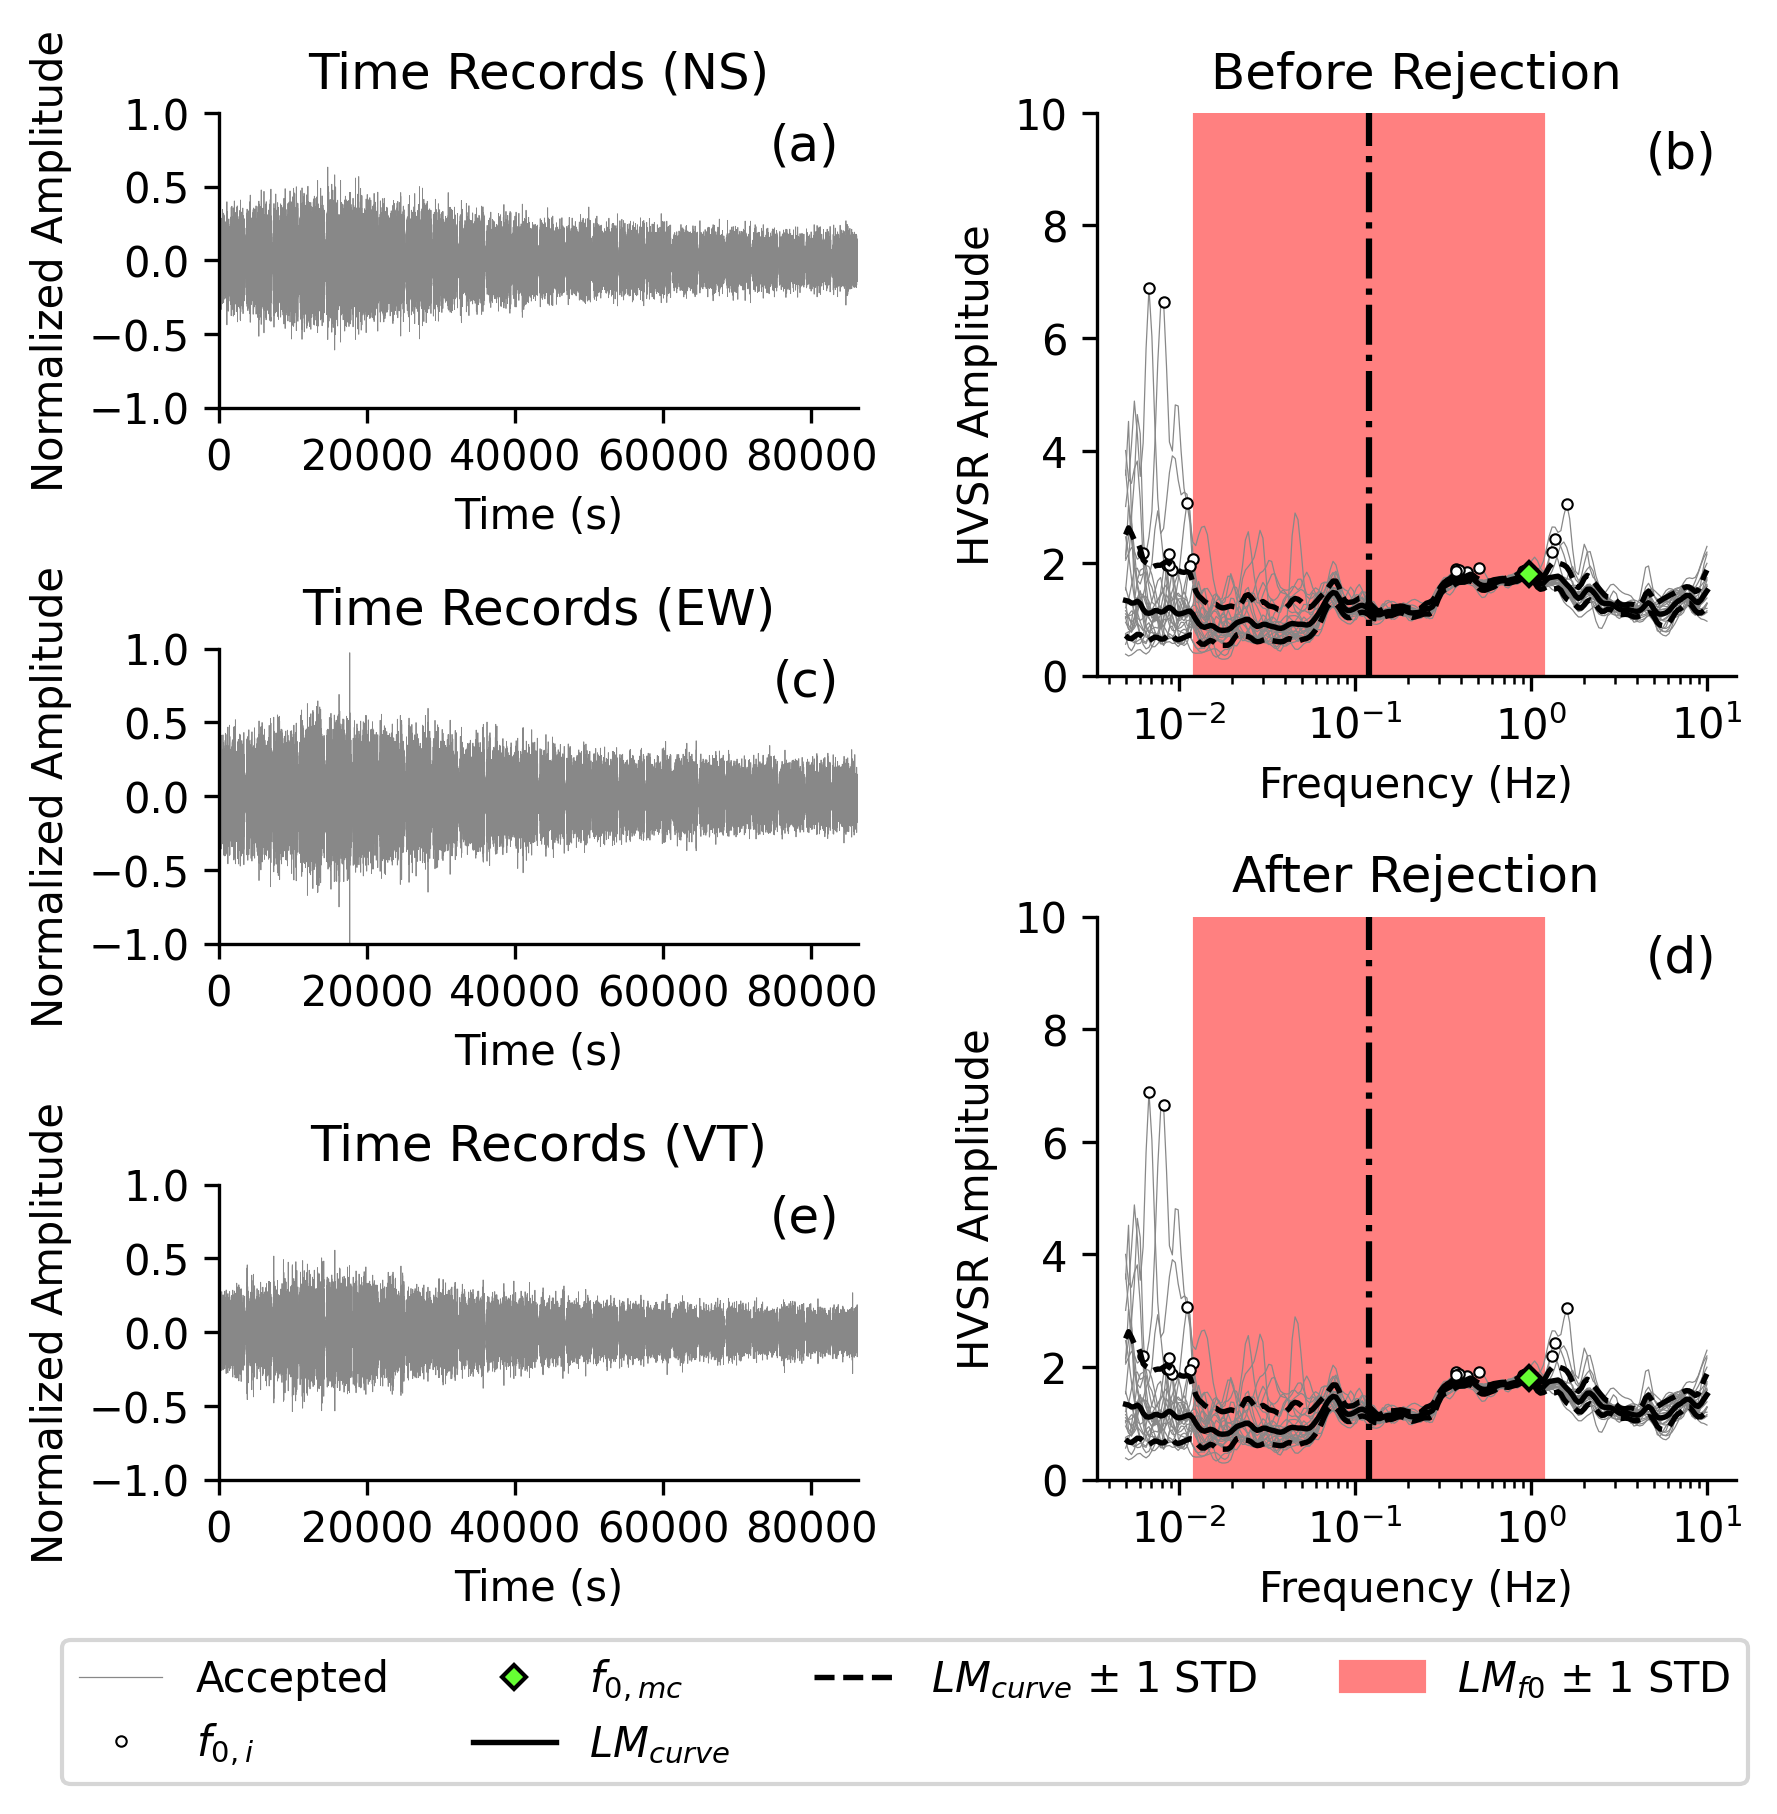 Time Records (NS)
(a)
Normalized Amplitude
1.0
0.5
0.0
−0.5
−1.0
0 20000 40000 60000 80000
Time (s)
Before Rejection
(b)
HVSR Amplitude
10
8
6
4
2
0
10⁻² 10⁻¹ 10⁰ 10¹
Frequency (Hz)
Time Records (EW)
(c)
Normalized Amplitude
1.0
0.5
0.0
−0.5
−1.0
0 20000 40000 60000 80000
Time (s)
After Rejection
(d)
HVSR Amplitude
10
8
6
4
2
0
10⁻² 10⁻¹ 10⁰ 10¹
Frequency (Hz)
Time Records (VT)
(e)
Normalized Amplitude
1.0
0.5
0.0
−0.5
−1.0
0 20000 40000 60000 80000
Time (s)
Accepted
f0,i
f0,mc
LMcurve
LMcurve ± 1 STD
LMf0 ± 1 STD